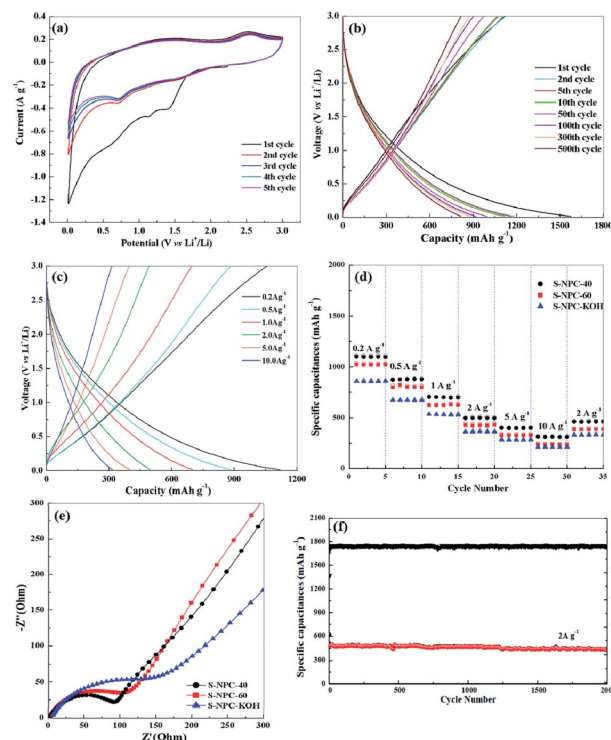 (a)
0.4
0.2
0.0
-0.2
-0.4
-0.6
-0.8
-1.0
-1.2
-1.4
Current (A g-1)
1st cycle
2nd cycle
3rd cycle
4th cycle
5th cycle
0.0 0.5 1.0 1.5 2.0 2.5 3.0
Potential (V vs Li+/Li)
(b)
3.0
2.5
2.0
1.5
1.0
0.5
0.0
Voltage (V vs Li+/Li)
1st cycle
2nd cycle
5th cycle
10th cycle
50th cycle
100th cycle
300th cycle
500th cycle
0 300 600 900 1200 1500 1800
Capacity (mAh g-1)
(c)
3.0
2.5
2.0
1.5
1.0
0.5
0.0
Voltage (V vs Li+/Li)
0.2Ag-1
0.5Ag-1
1.0Ag-1
2.0Ag-1
5.0Ag-1
10.0Ag-1
0 300 600 900 1200
Capacity (mAh g-1)
(d)
2000
1500
1000
500
0
Specific capacitances (mAh g-1)
S-NPC-40
S-NPC-60
S-NPC-KOH
0.2 A g-1
0.5 A g-1
1 A g-1
2 A g-1
5 A g-1
10 A g-1
2 A g-1
0 5 10 15 20 25 30 35
Cycle Number
(e)
300
250
200
150
100
50
0
-Z''(Ohm)
S-NPC-40
S-NPC-60
S-NPC-KOH
0 50 100 150 200 250 300
Z'(Ohm)
(f)
1800
1500
1200
900
600
300
0
Specific capacitances (mAh g-1)
2A g-1
0 500 1000 1500 2000
Cycle Number